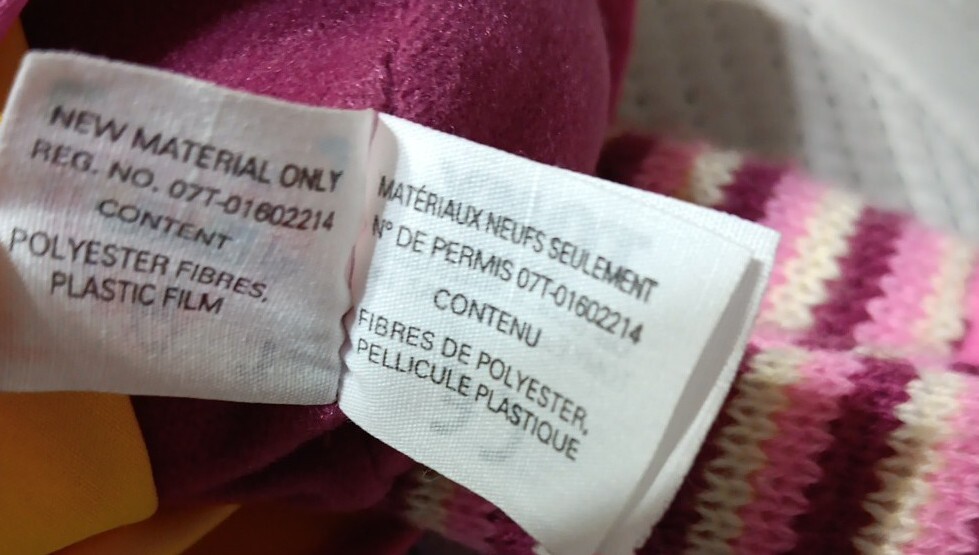 NEW MATERIAL ONLY
REG. NO. 07T-01602214
CONTENT
POLYESTER FIBRES,
PLASTIC FILM
MATÉRIAUX NEUFS SEULEMENT
Nº DE PERMIS 07T-01602214
CONTENU
FIBRES DE POLYESTER,
PELLICULE PLASTIQUE